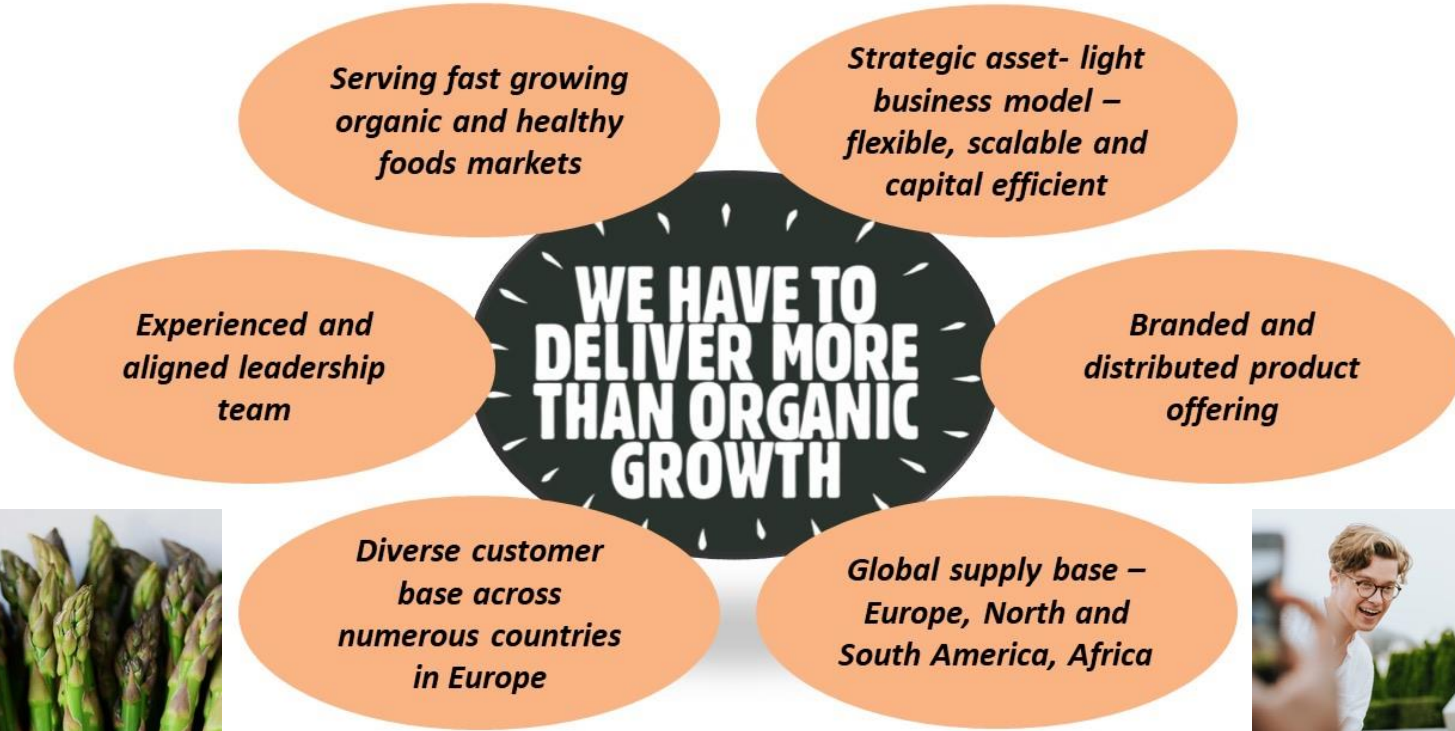 Serving fast growing
organic and healthy
foods markets
Strategic asset- light
business model –
flexible, scalable and
capital efficient
Experienced and
aligned leadership
team
WE HAVE TO
DELIVER MORE
THAN ORGANIC
GROWTH
Branded and
distributed product
offering
Diverse customer
base across
numerous countries
in Europe
Global supply base –
Europe, North and
South America, Africa